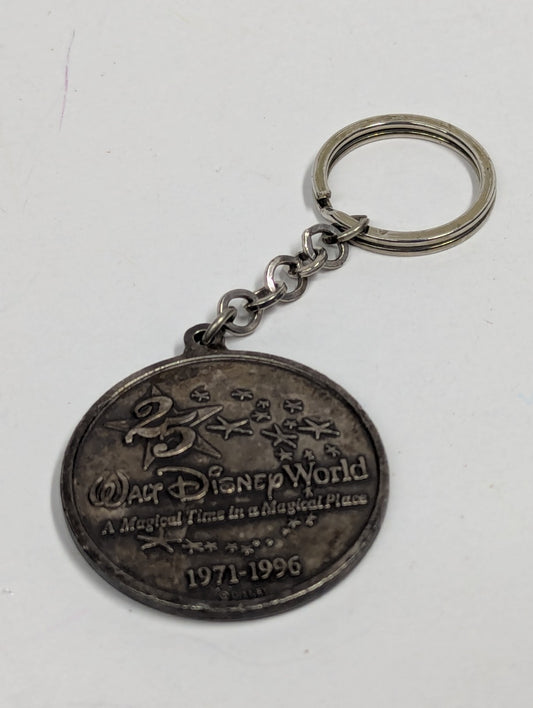 25
Walt Disney World
A Magical Time in a Magical Place
1971-1996